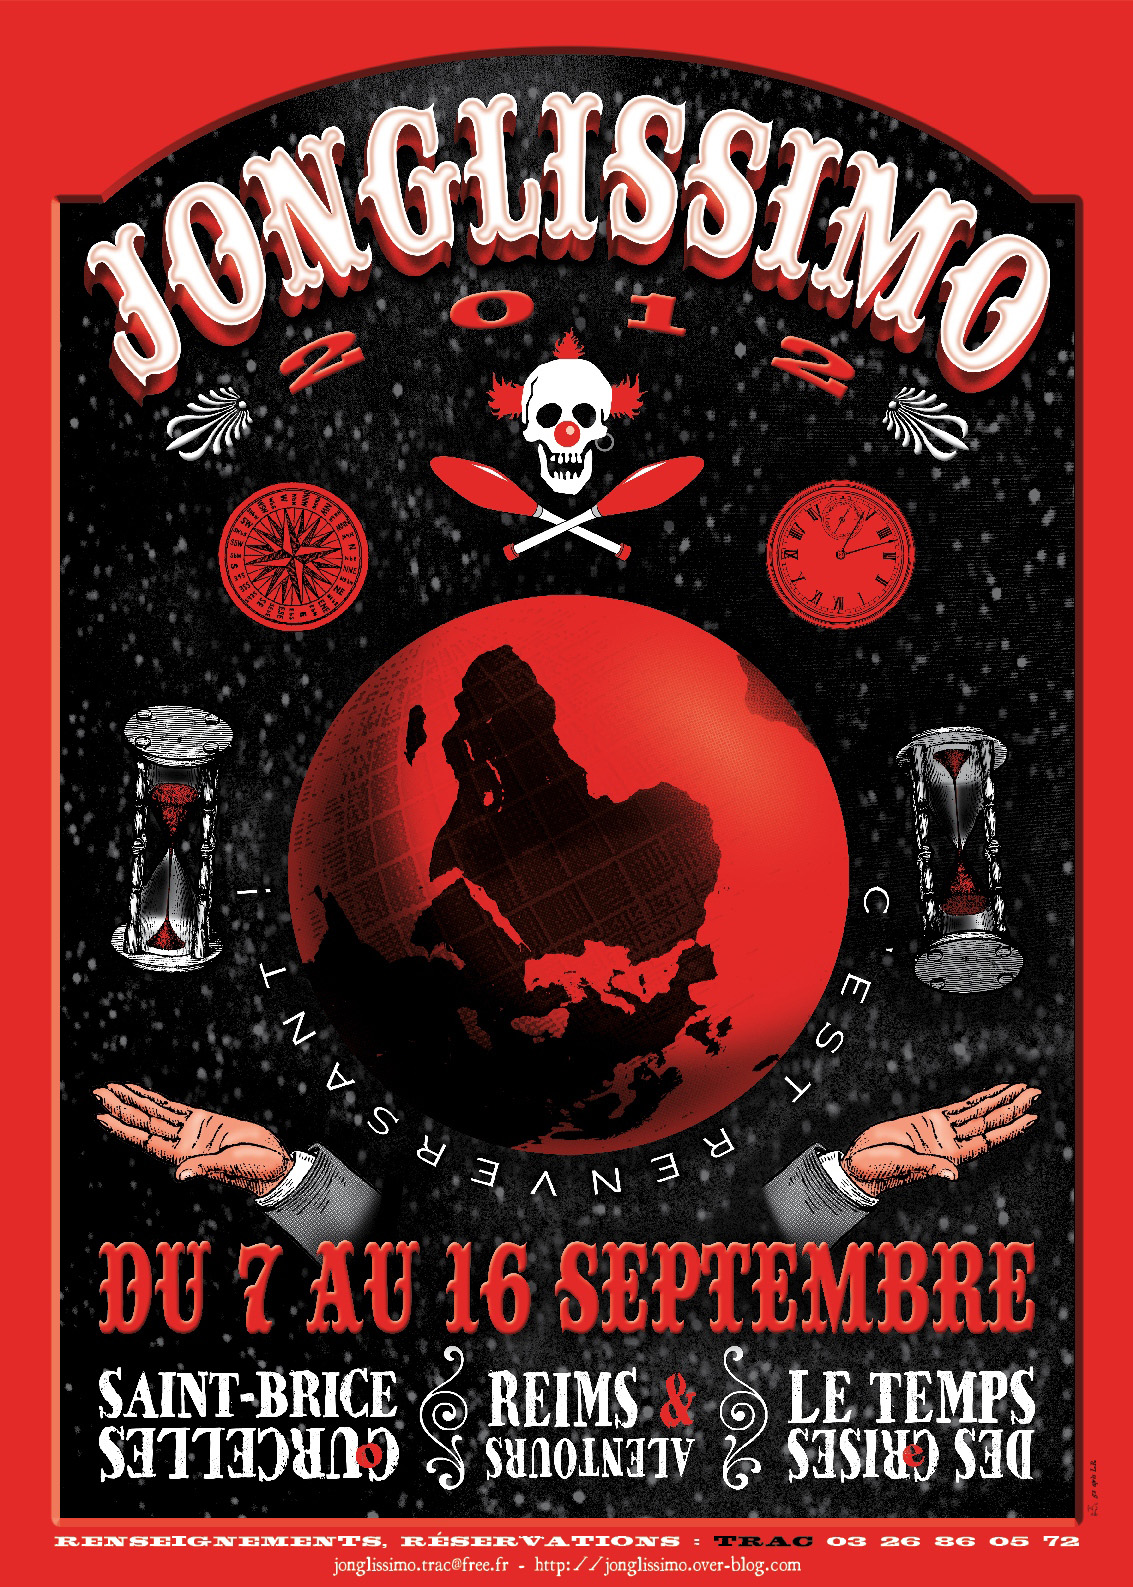 JONGLISSIMO
2012
C'EST RENVERSANT !
DU 7 AU 16 SEPTEMBRE
SAINT-BRICE
COURCELLES
REIMS &
ALENTOURS
LE TEMPS
DES CERISES
RENSEIGNEMENTS, RÉSERVATIONS : TRAC 03 26 86 05 72
jonglissimo.trac@free.fr - http://jonglissimo.over-blog.com